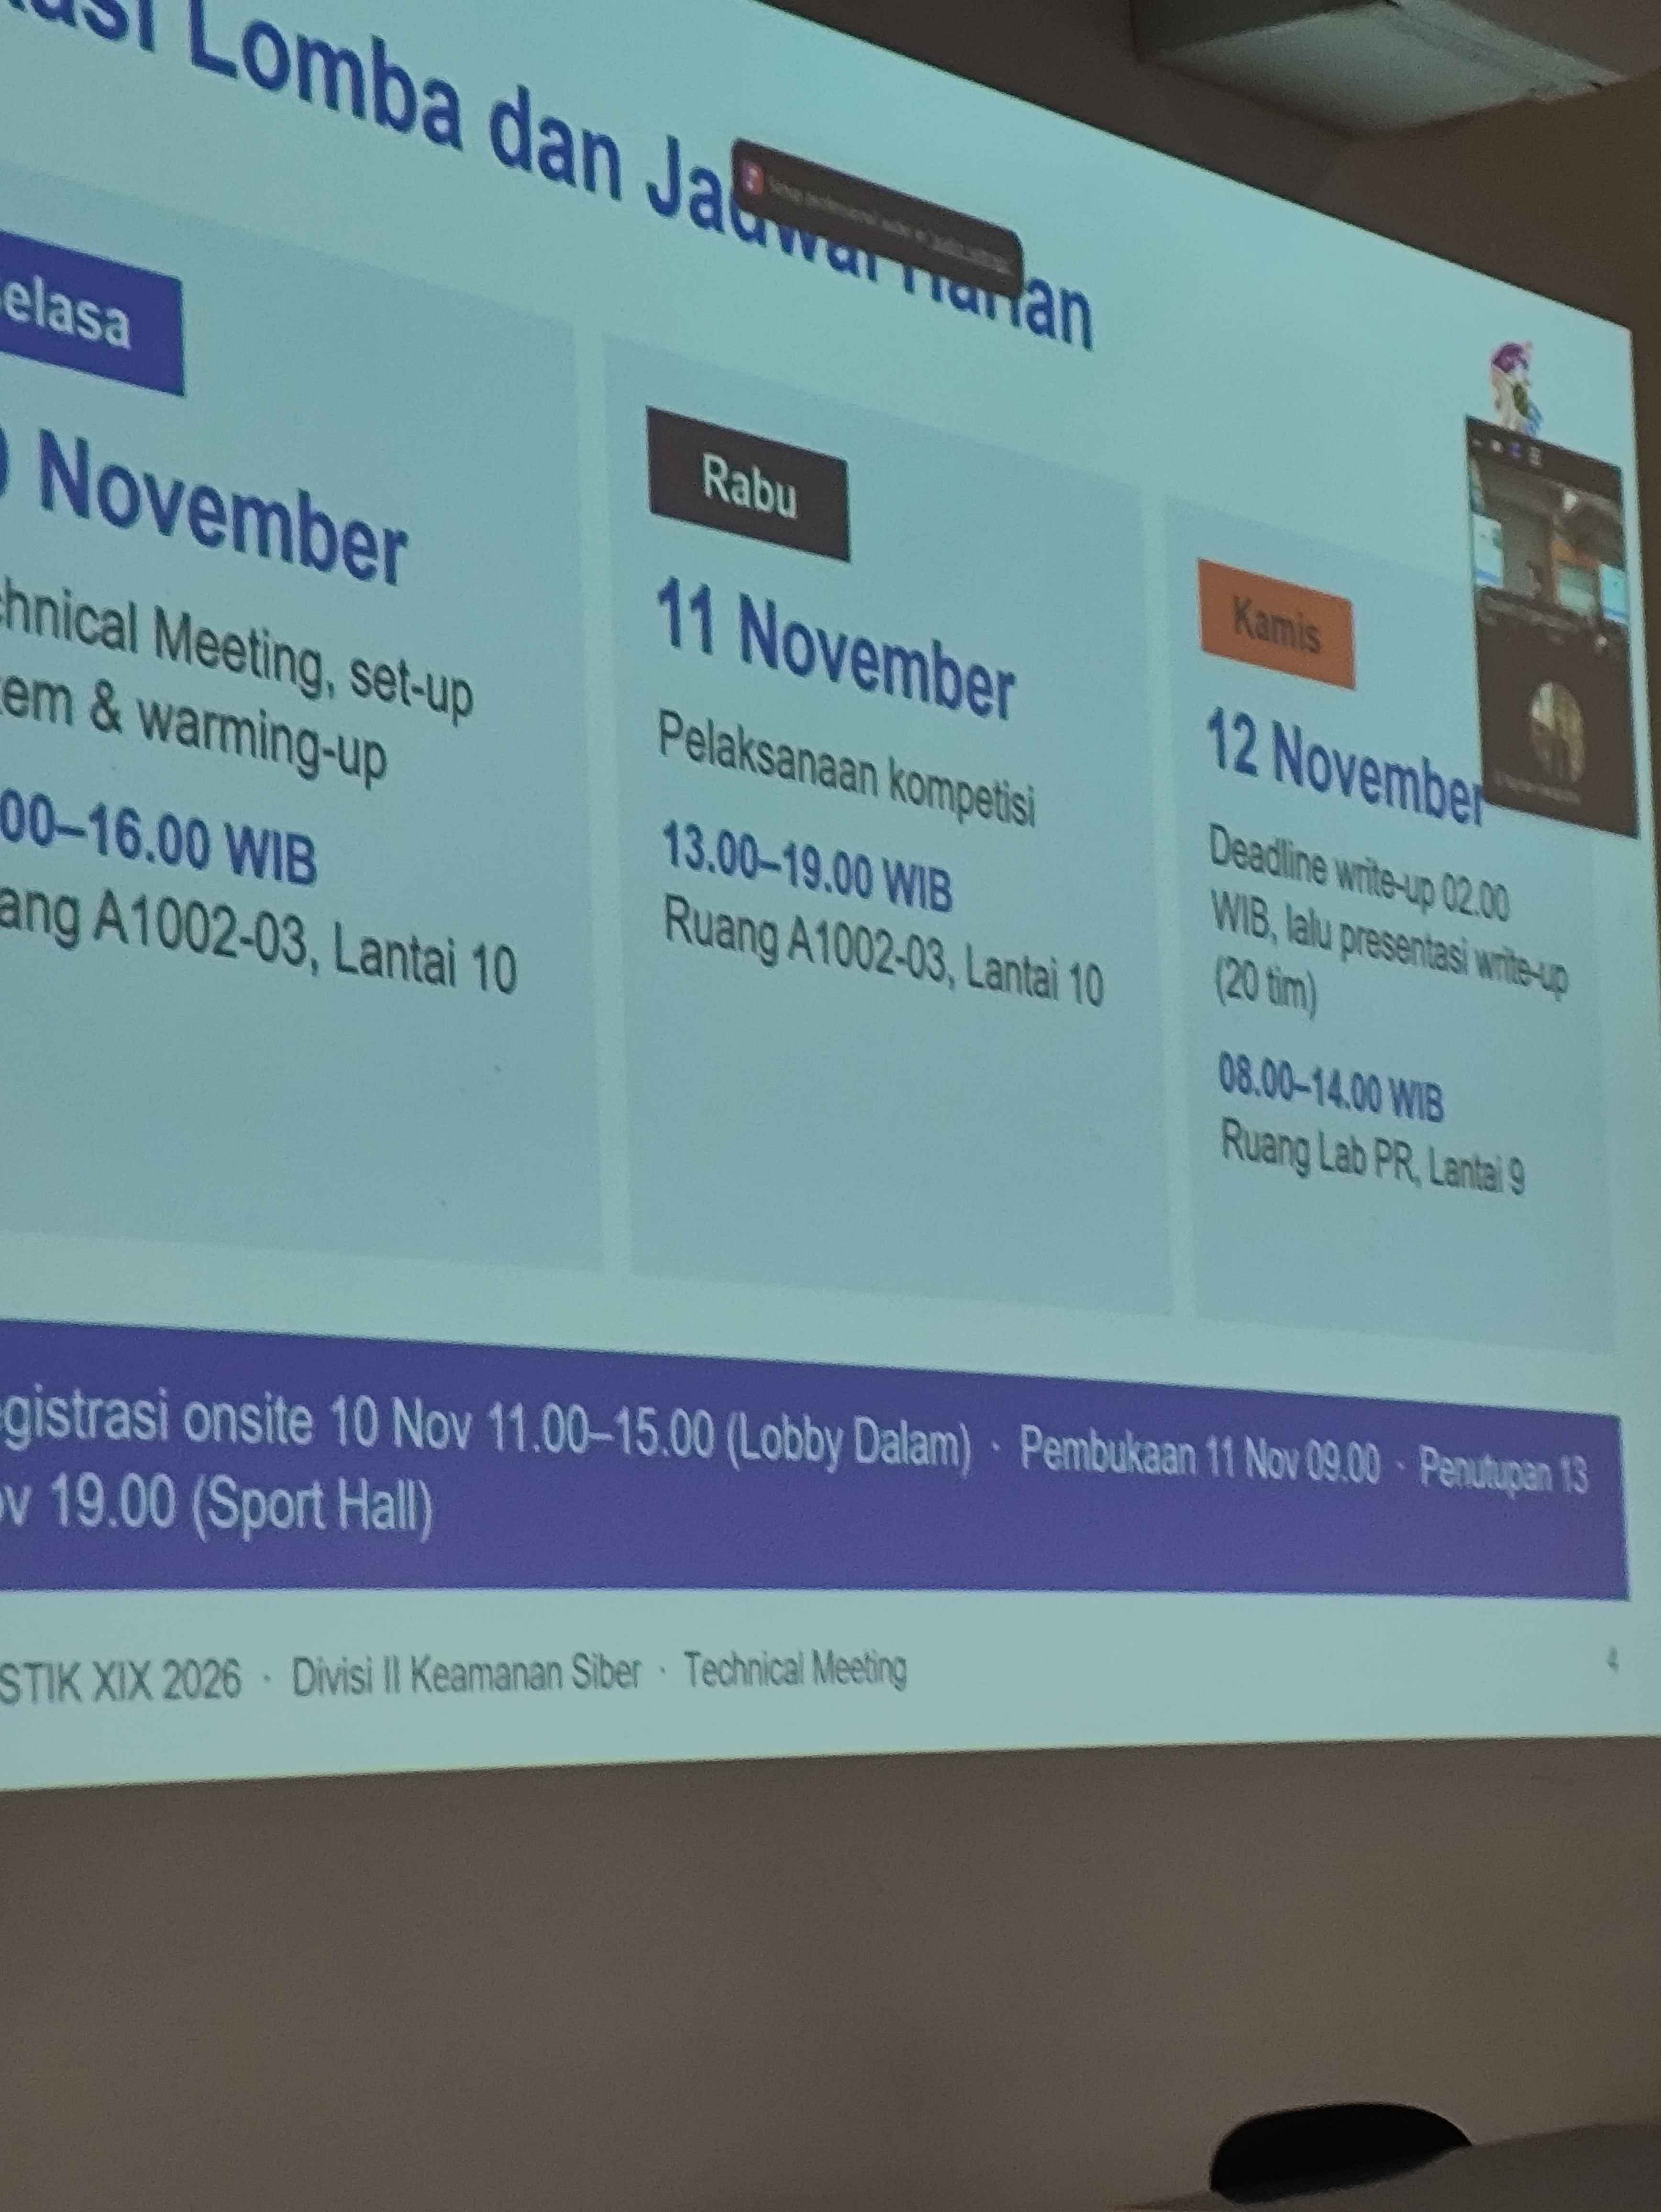 Lomba dan Jadwal Harian
elasa
November
hnical Meeting, set-up
em & warming-up
00–16.00 WIB
ang A1002-03, Lantai 10
Rabu
11 November
Pelaksanaan kompetisi
13.00–19.00 WIB
Ruang A1002-03, Lantai 10
Kamis
12 November
Deadline write-up 02.00
WIB, lalu presentasi write-up
(20 tim)
08.00–14.00 WIB
Ruang Lab PR, Lantai 9
gistrasi onsite 10 Nov 11.00–15.00 (Lobby Dalam) · Pembukaan 11 Nov 09.00 · Penutupan 13
ov 19.00 (Sport Hall)
STIK XIX 2026 · Divisi II Keamanan Siber · Technical Meeting
4